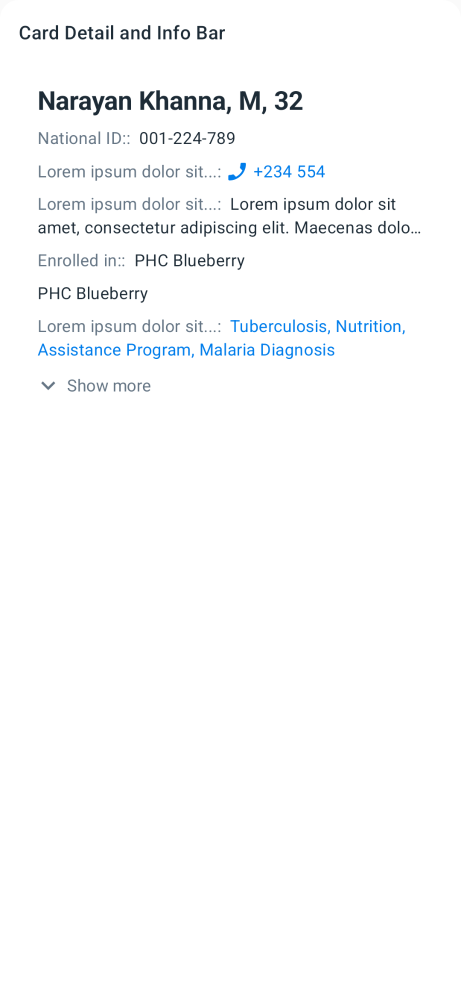 Card Detail and Info Bar
Narayan Khanna, M, 32
National ID:: 001-224-789
Lorem ipsum dolor sit...: +234 554
Lorem ipsum dolor sit...: Lorem ipsum dolor sit
amet, consectetur adipiscing elit. Maecenas dolo…
Enrolled in:: PHC Blueberry
PHC Blueberry
Lorem ipsum dolor sit...: Tuberculosis, Nutrition,
Assistance Program, Malaria Diagnosis
Show more